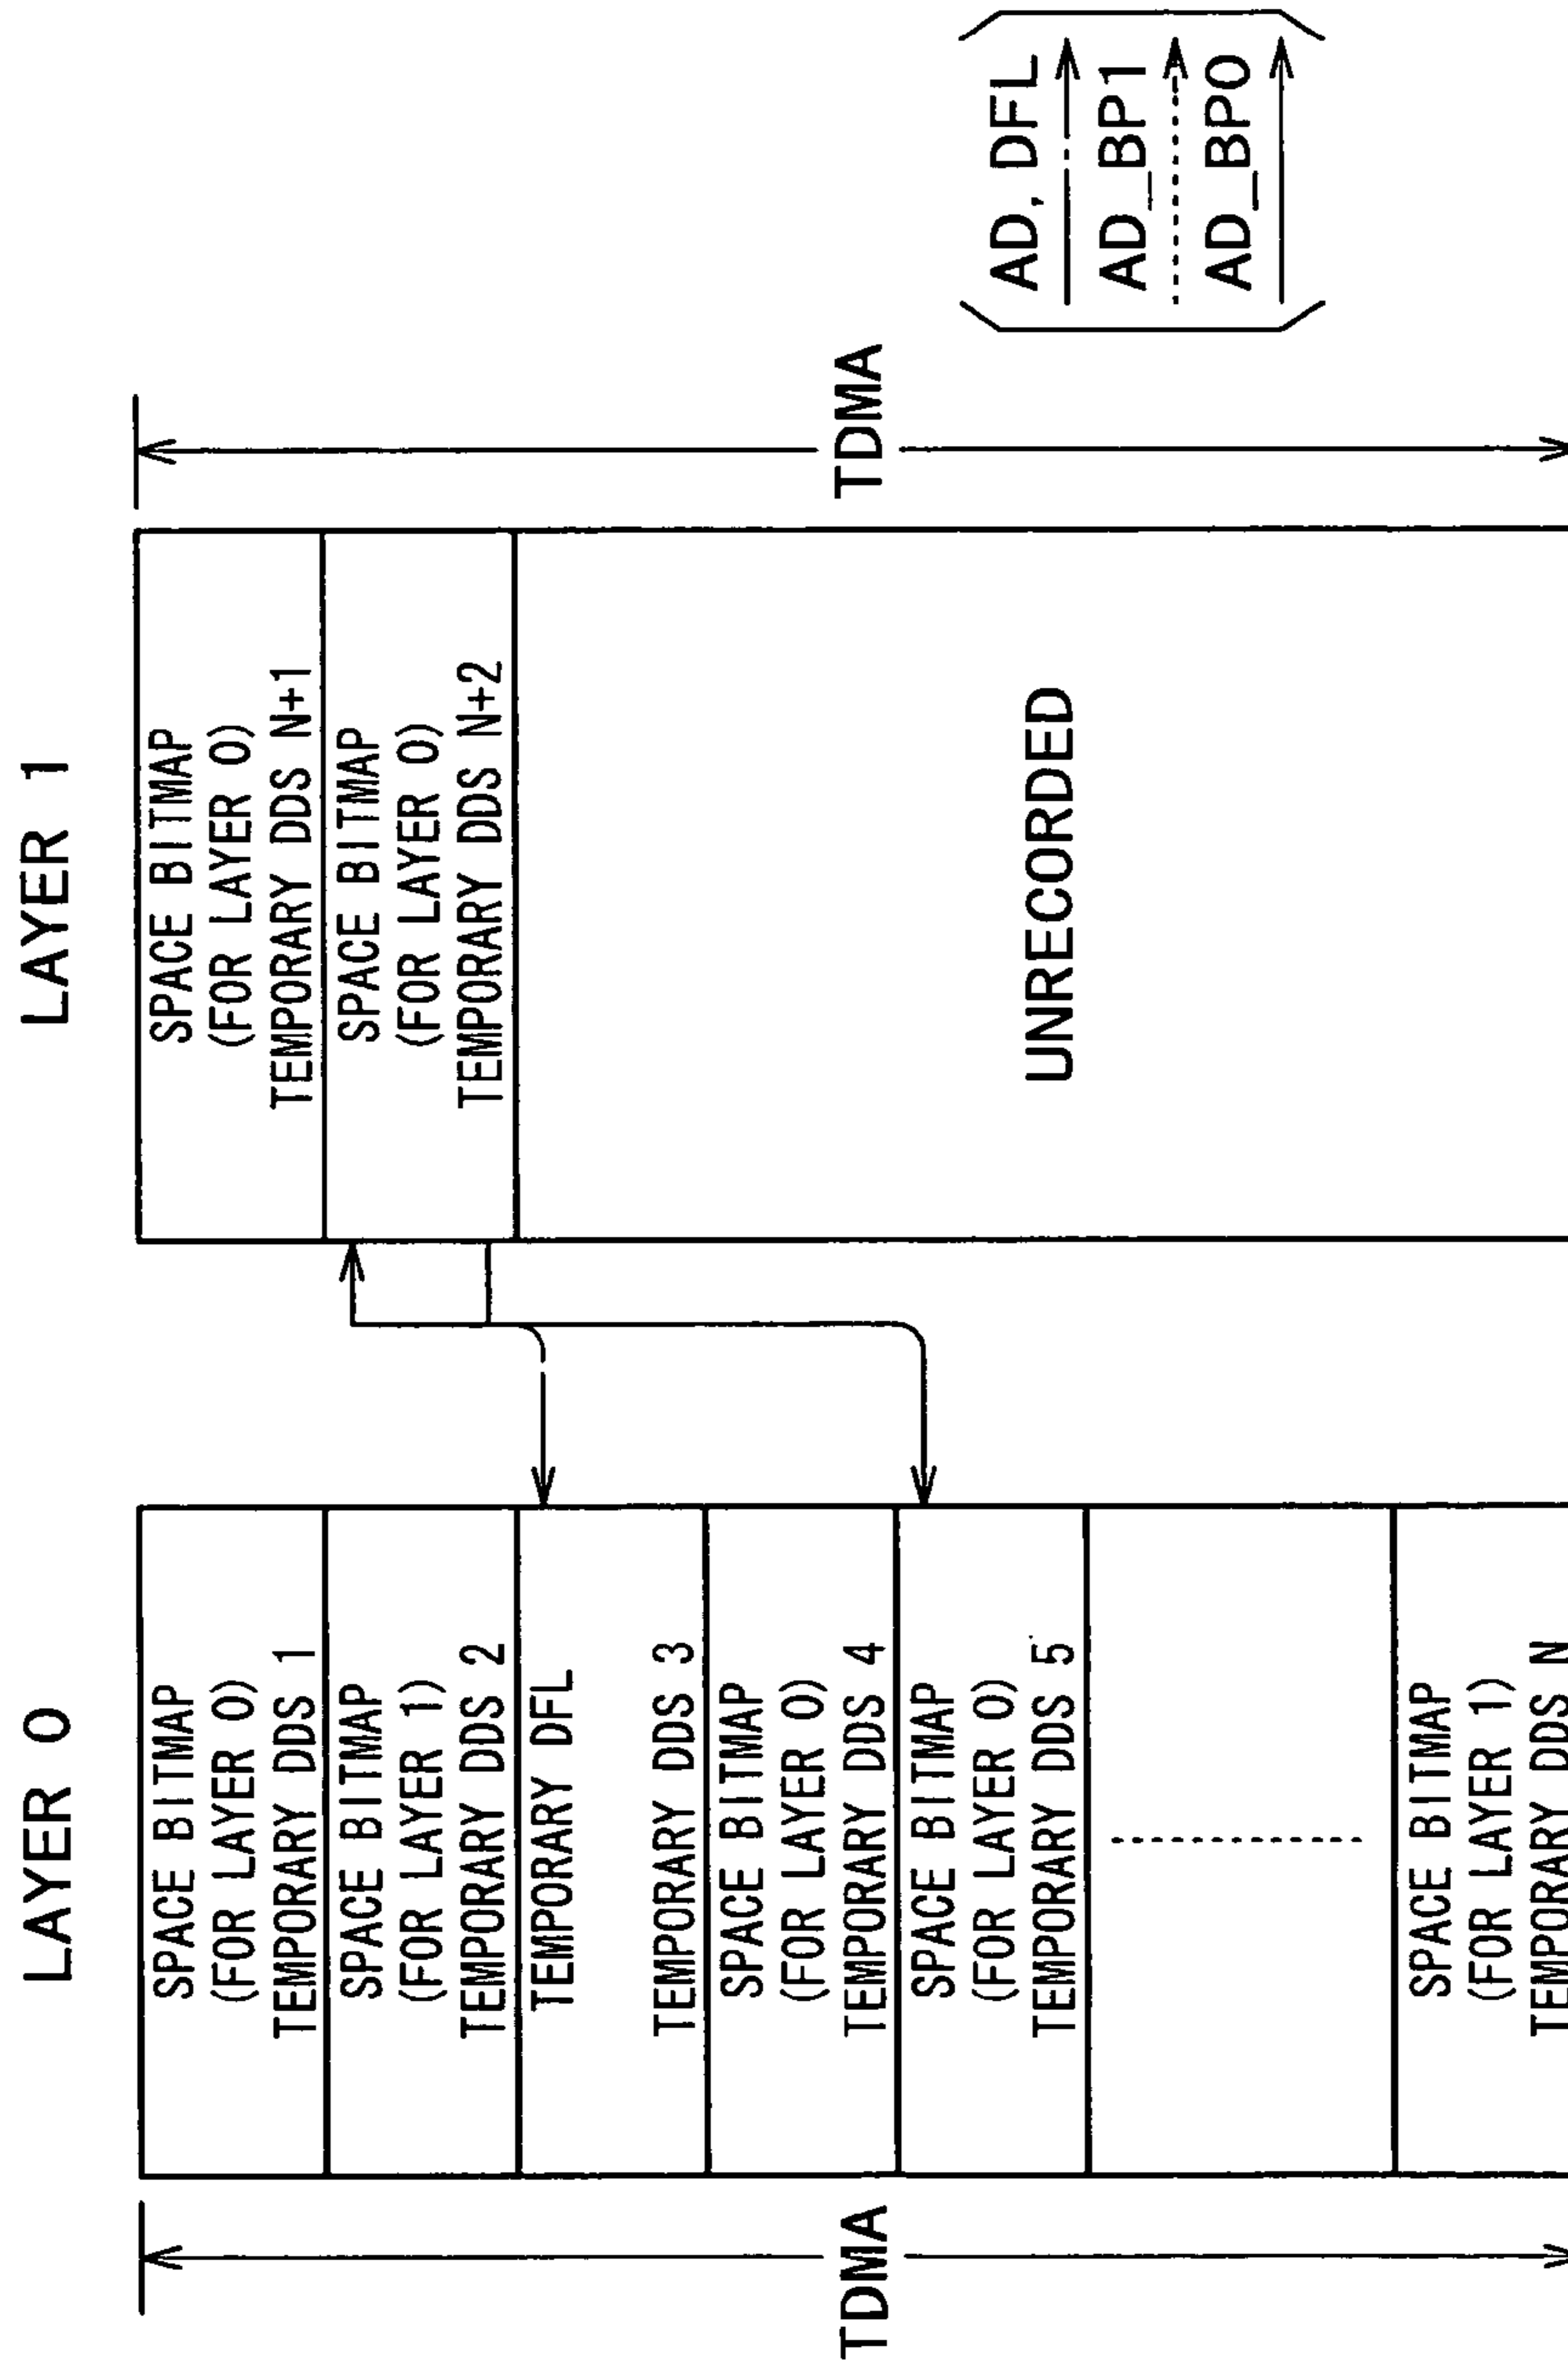 LAYER 0
SPACE BITMAP
(FOR LAYER 0)
TEMPORARY DDS 1
SPACE BITMAP
(FOR LAYER 1)
TEMPORARY DDS 2
TEMPORARY DFL
TEMPORARY DDS 3
SPACE BITMAP
(FOR LAYER 0)
TEMPORARY DDS 4
SPACE BITMAP
(FOR LAYER 0)
TEMPORARY DDS 5
SPACE BITMAP
(FOR LAYER 1)
TEMPORARY DDS N
TDMA
LAYER 1
SPACE BITMAP
(FOR LAYER 0)
TEMPORARY DDS N+1
SPACE BITMAP
(FOR LAYER 0)
TEMPORARY DDS N+2
UNRECORDED
TDMA
AD, DFL
AD_BP1
AD_BP0